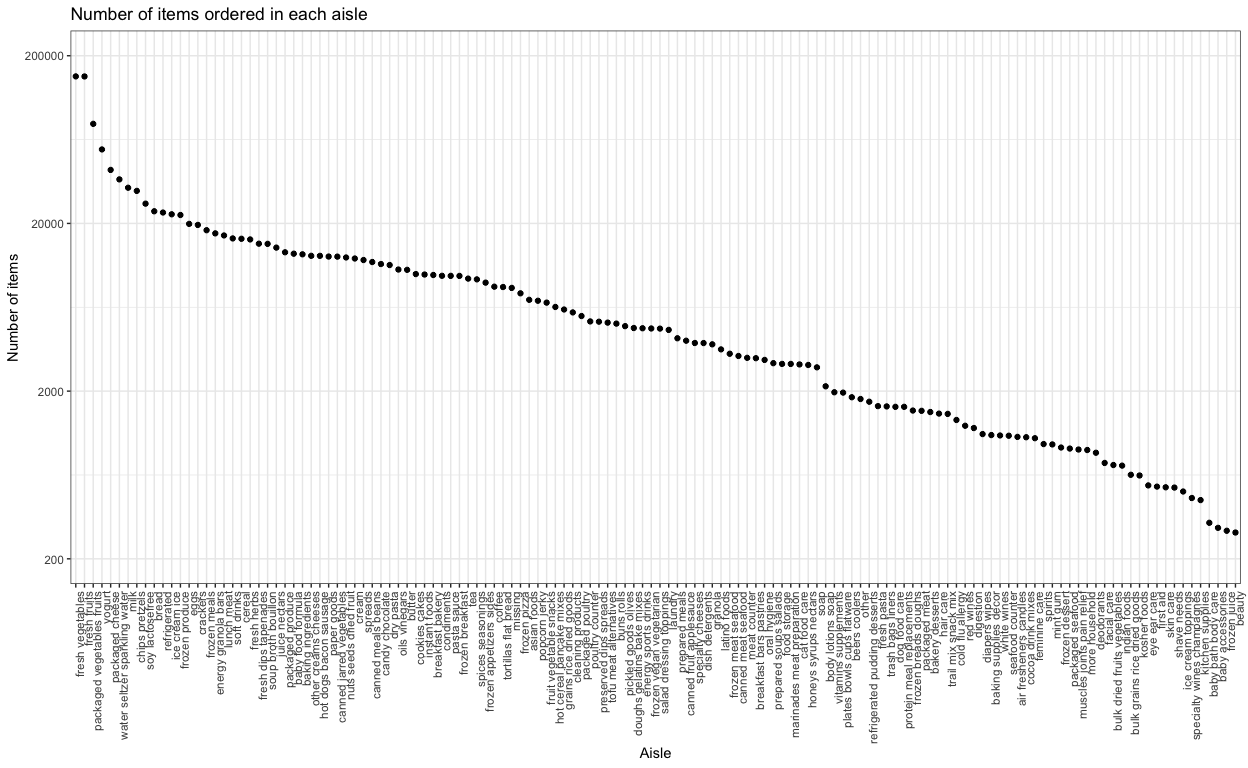 Number of items ordered in each aisle
Number of items
200000
20000
2000
200
fresh vegetables
fresh fruits
packaged vegetables fruits
yogurt
packaged cheese
water seltzer sparkling water
milk
chips pretzels
soy lactosefree
bread
refrigerated
ice cream ice
frozen produce
eggs
crackers
frozen meals
energy granola bars
lunch meat
soft drinks
cereal
fresh herbs
fresh dips tapenades
soup broth bouillon
juice nectars
packaged produce
baby food formula
baking ingredients
other creams cheeses
hot dogs bacon sausage
paper goods
canned jarred vegetables
nuts seeds dried fruit
cream
spreads
canned meals beans
candy chocolate
dry pasta
oils vinegars
butter
cookies cakes
instant foods
breakfast bakery
condiments
pasta sauce
frozen breakfast
tea
spices seasonings
frozen appetizers sides
coffee
tortillas flat bread
missing
frozen pizza
asian foods
popcorn jerky
fruit vegetable snacks
hot cereal pancake mixes
grains rice dried goods
cleaning products
packaged poultry
poultry counter
preserved dips spreads
tofu meat alternatives
buns rolls
pickled goods olives
doughs gelatins bake mixes
energy sports drinks
frozen vegan vegetarian
salad dressing toppings
laundry
prepared meals
canned fruit applesauce
specialty cheeses
dish detergents
granola
latino foods
frozen meat seafood
canned meat seafood
meat counter
breakfast bars pastries
oral hygiene
prepared soups salads
food storage
marinades meat preparation
cat food care
honeys syrups nectars
soap
body lotions soap
vitamins supplements
plates bowls cups flatware
beers coolers
other
refrigerated pudding desserts
fresh pasta
trash bags liners
dog food care
protein meal replacements
frozen breads doughs
packaged meat
bakery desserts
hair care
trail mix snack mix
cold flu allergy
red wines
digestion
diapers wipes
baking supplies decor
white wines
seafood counter
air fresheners candles
cocoa drink mixes
feminine care
spirits
mint gum
frozen dessert
packaged seafood
muscles joints pain relief
more household
deodorants
facial care
bulk dried fruits vegetables
indian foods
bulk grains rice dried goods
kosher foods
eye ear care
first aid
skin care
shave needs
ice cream toppings
specialty wines champagnes
kitchen supplies
baby bath body care
baby accessories
frozen juice
beauty
Aisle